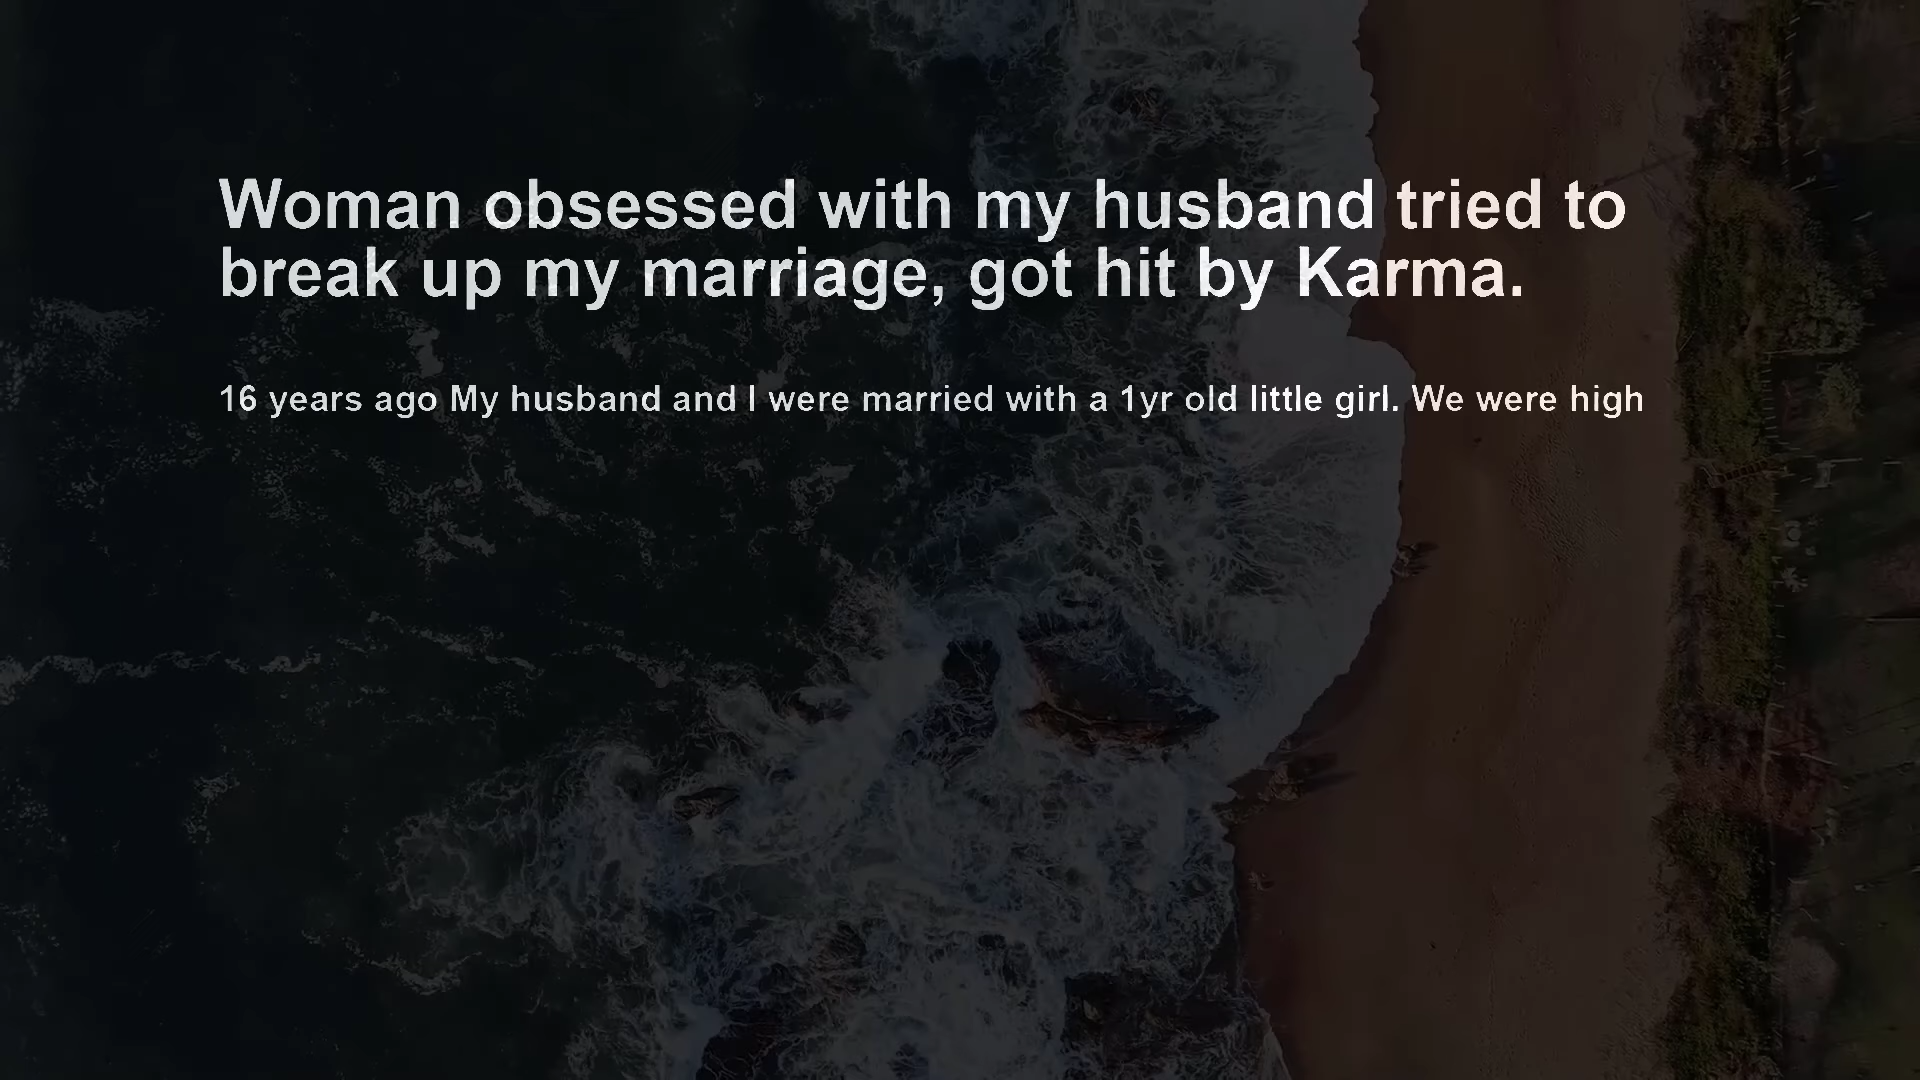 Woman obsessed with my husband tried to
break up my marriage, got hit by Karma.
16 years ago My husband and I were married with a 1yr old little girl. We were high